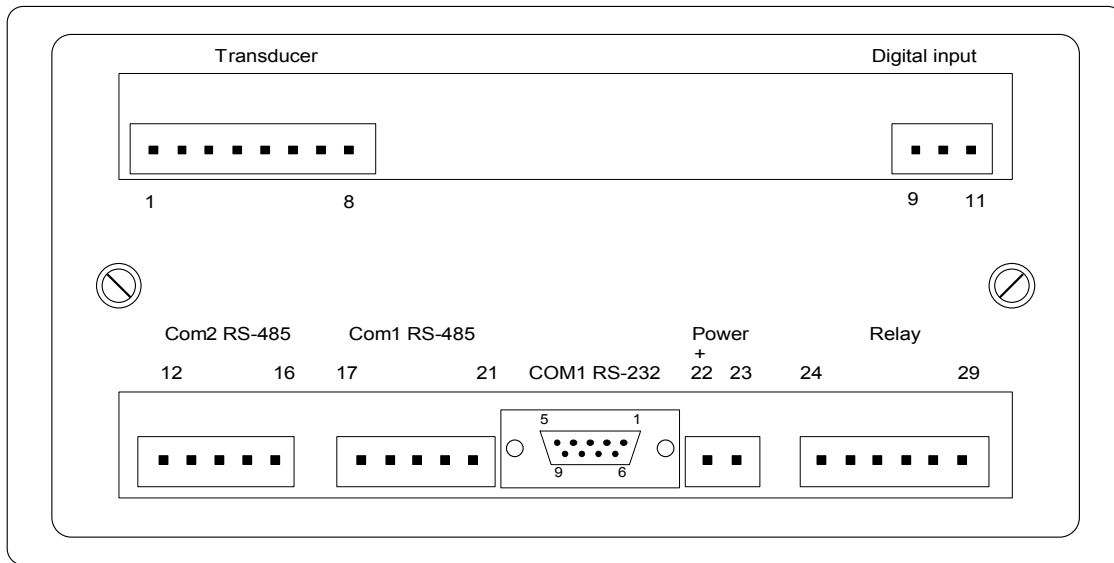 Transducer Digital input
1 8 9 11
Com2 RS-485 Com1 RS-485 Power Relay
+
12 16 17 21 COM1 RS-232 22 23 24 29
5 1
9 6